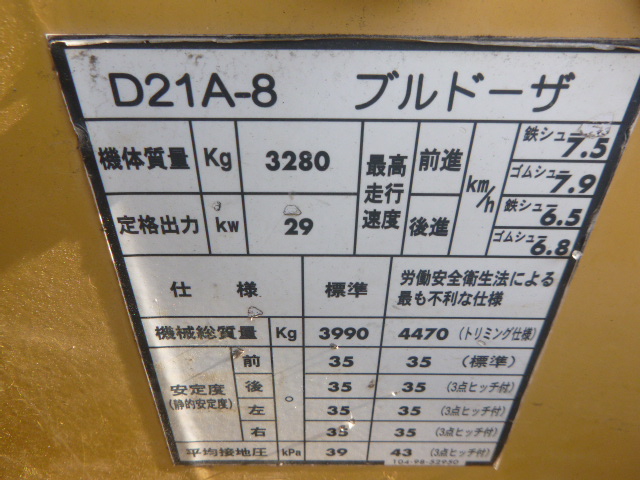 D21A-8 ブルドーザ
機体質量 Kg 3280 最高走行速度 前進 km/h 鉄シュー 7.5
ゴムシュー 7.9
定格出力 kw 29 後進 鉄シュー 6.5
ゴムシュー 6.8
仕様 標準 労働安全衛生法による
最も不利な仕様
機械総質量 Kg 3990 4470 (トリミング仕様)
安定度 (静的安定度) 前 ° 35 35 (標準)
後 35 35 (3点ヒッチ付)
左 35 35 (3点ヒッチ付)
右 35 35 (3点ヒッチ付)
平均接地圧 kPa 39 43 (3点ヒッチ付)